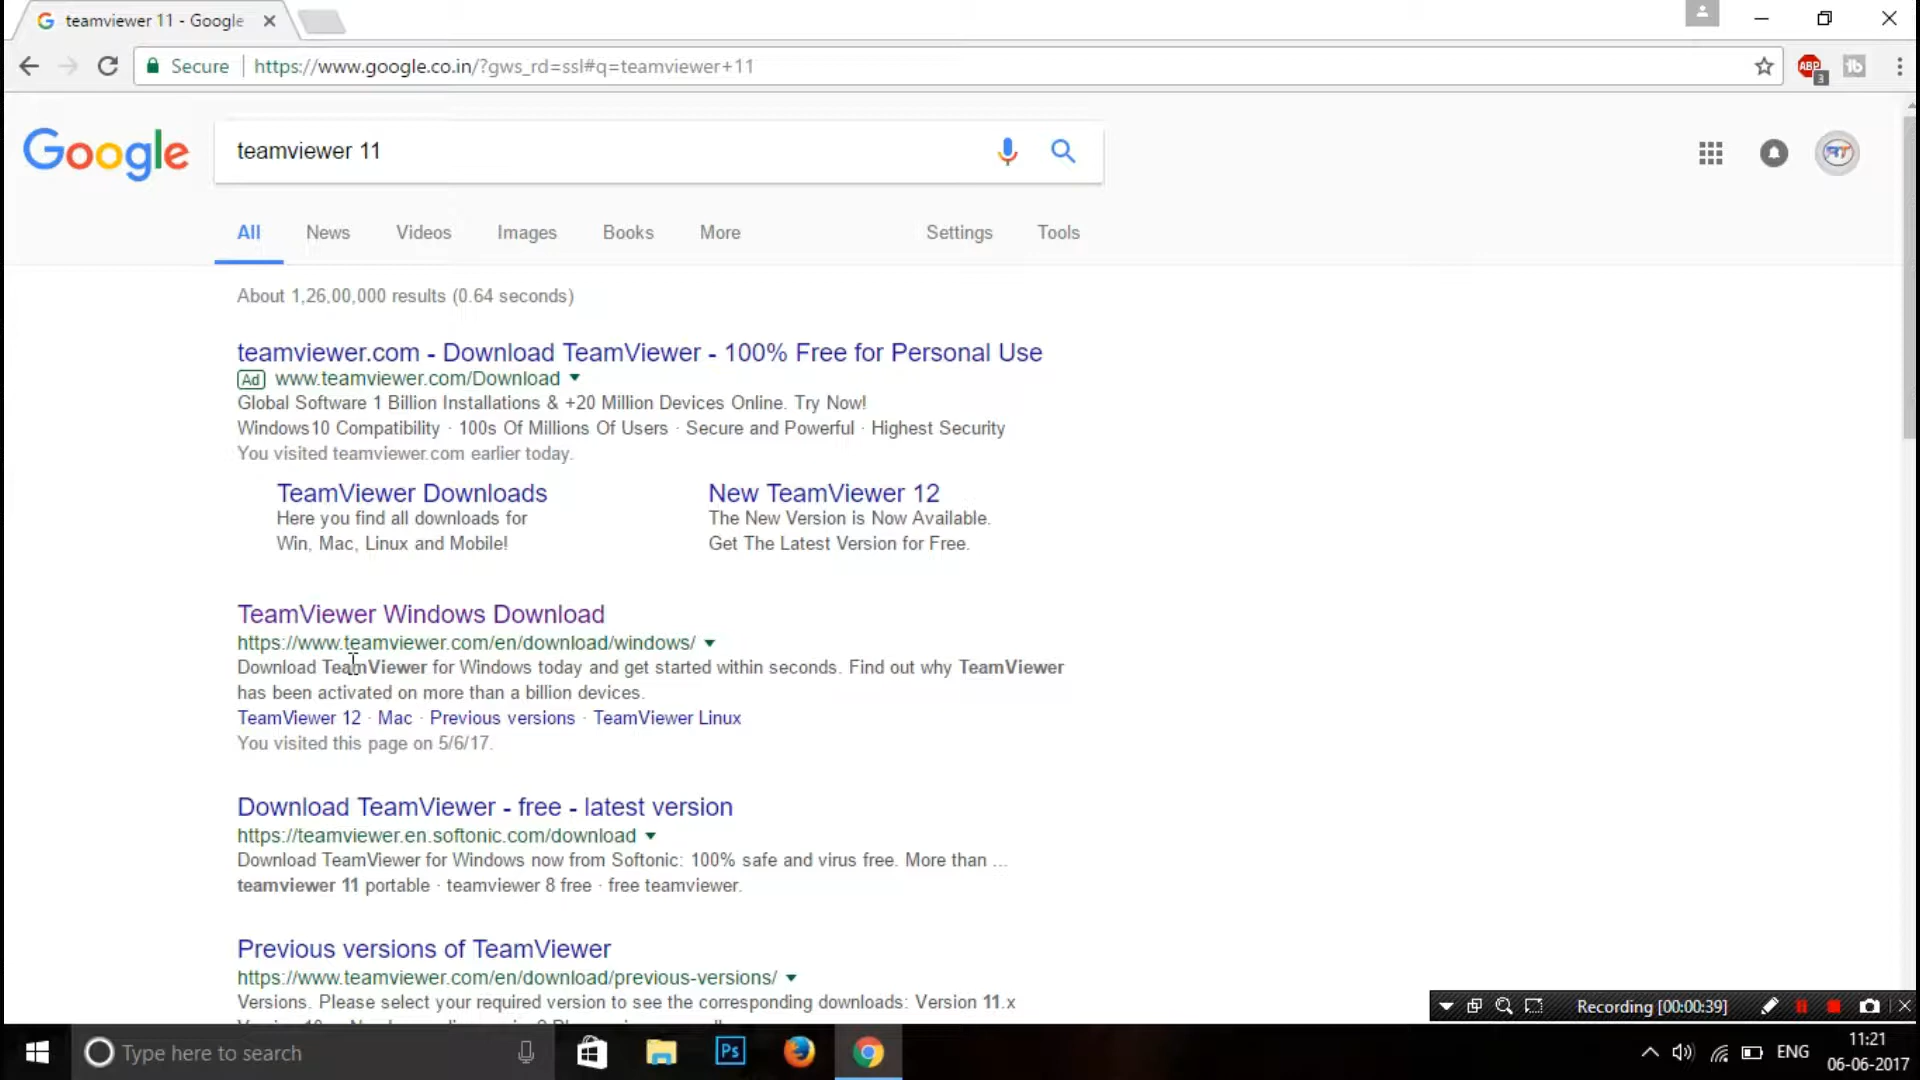 teamviewer 11 - Google
Secure
https://www.google.co.in/?gws_rd=ssl#q=teamviewer+11
ABP
3
Google
teamviewer 11
All
News
Videos
Images
Books
More
Settings
Tools
About 1,26,00,000 results (0.64 seconds)
teamviewer.com - Download TeamViewer - 100% Free for Personal Use
Ad www.teamviewer.com/Download
Global Software 1 Billion Installations & +20 Million Devices Online. Try Now!
Windows10 Compatibility · 100s Of Millions Of Users · Secure and Powerful · Highest Security
You visited teamviewer.com earlier today.
TeamViewer Downloads
Here you find all downloads for
Win, Mac, Linux and Mobile!
New TeamViewer 12
The New Version is Now Available.
Get The Latest Version for Free.
TeamViewer Windows Download
https://www.teamviewer.com/en/download/windows/
Download TeamViewer for Windows today and get started within seconds. Find out why TeamViewer
has been activated on more than a billion devices.
TeamViewer 12 · Mac · Previous versions · TeamViewer Linux
You visited this page on 5/6/17.
Download TeamViewer - free - latest version
https://teamviewer.en.softonic.com/download
Download TeamViewer for Windows now from Softonic: 100% safe and virus free. More than ...
teamviewer 11 portable · teamviewer 8 free · free teamviewer.
Previous versions of TeamViewer
https://www.teamviewer.com/en/download/previous-versions/
Versions. Please select your required version to see the corresponding downloads: Version 11.x
Recording [00:00:39]
Type here to search
Ps
ENG
11:21
06-06-2017